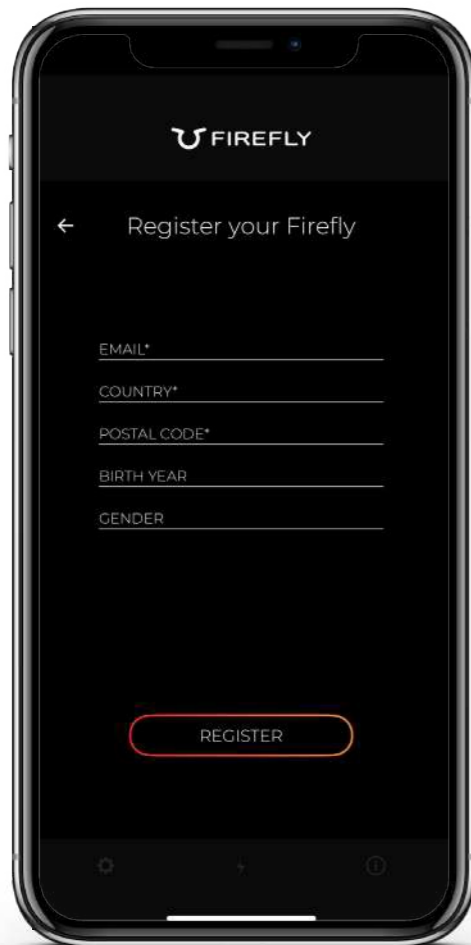 FIREFLY
Register your Firefly
EMAIL*
COUNTRY*
POSTAL CODE*
BIRTH YEAR
GENDER
REGISTER